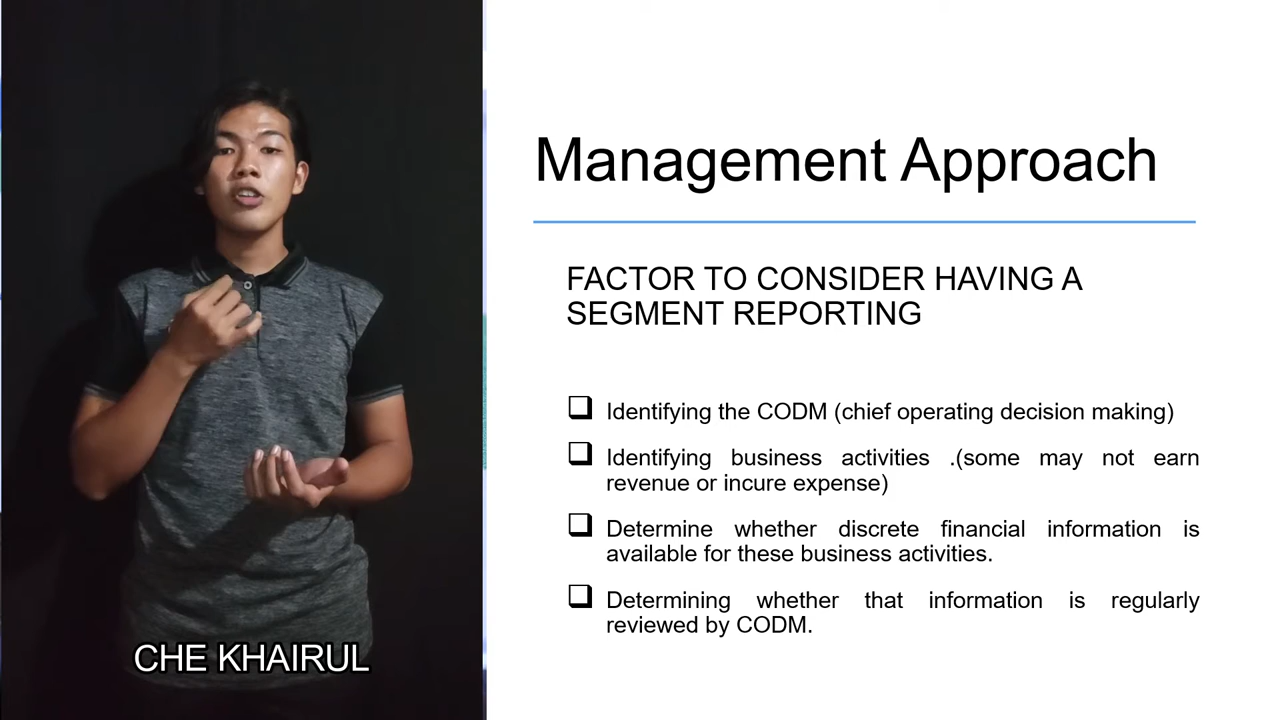 Management Approach
FACTOR TO CONSIDER HAVING A
SEGMENT REPORTING
Identifying the CODM (chief operating decision making)
Identifying business activities .(some may not earn
revenue or incure expense)
Determine whether discrete financial information is
available for these business activities.
Determining whether that information is regularly
reviewed by CODM.
CHE KHAIRUL